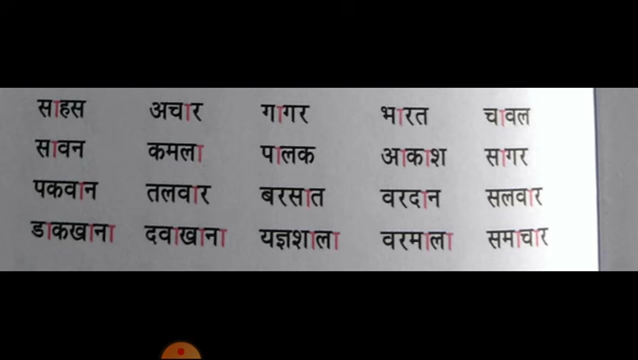 साहस अचार गागर भारत चावल
सावन कमला पालक आकाश सागर
पकवान तलवार बरसात वरदान सलवार
डाकखाना दवाखाना यज्ञशाला वरमाला समाचार